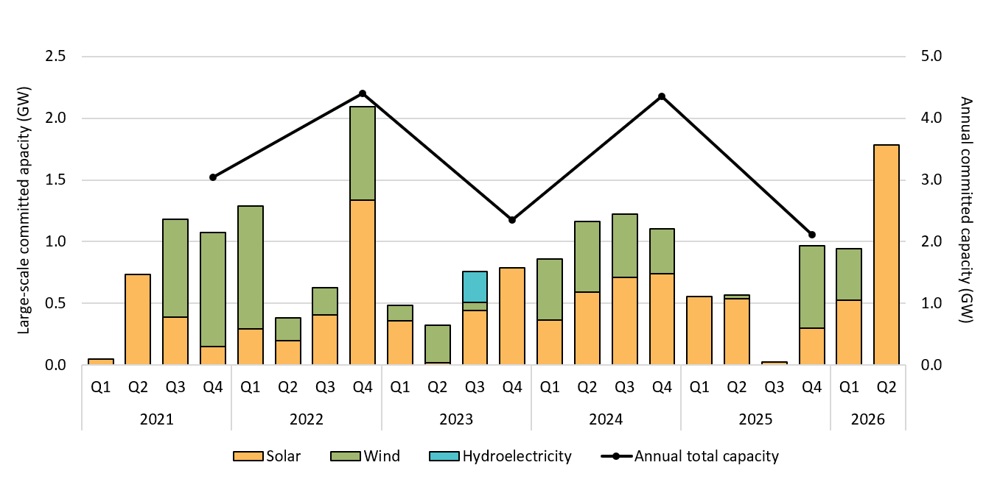 2.5
2.0
1.5
1.0
0.5
0.0
Large-scale committed apacity (GW)
5.0
4.0
3.0
2.0
1.0
0.0
Annual committed capacity (GW)
Q1 Q2 Q3 Q4 Q1 Q2 Q3 Q4 Q1 Q2 Q3 Q4 Q1 Q2 Q3 Q4 Q1 Q2 Q3 Q4 Q1 Q2
2021 2022 2023 2024 2025 2026
Solar Wind Hydroelectricity Annual total capacity